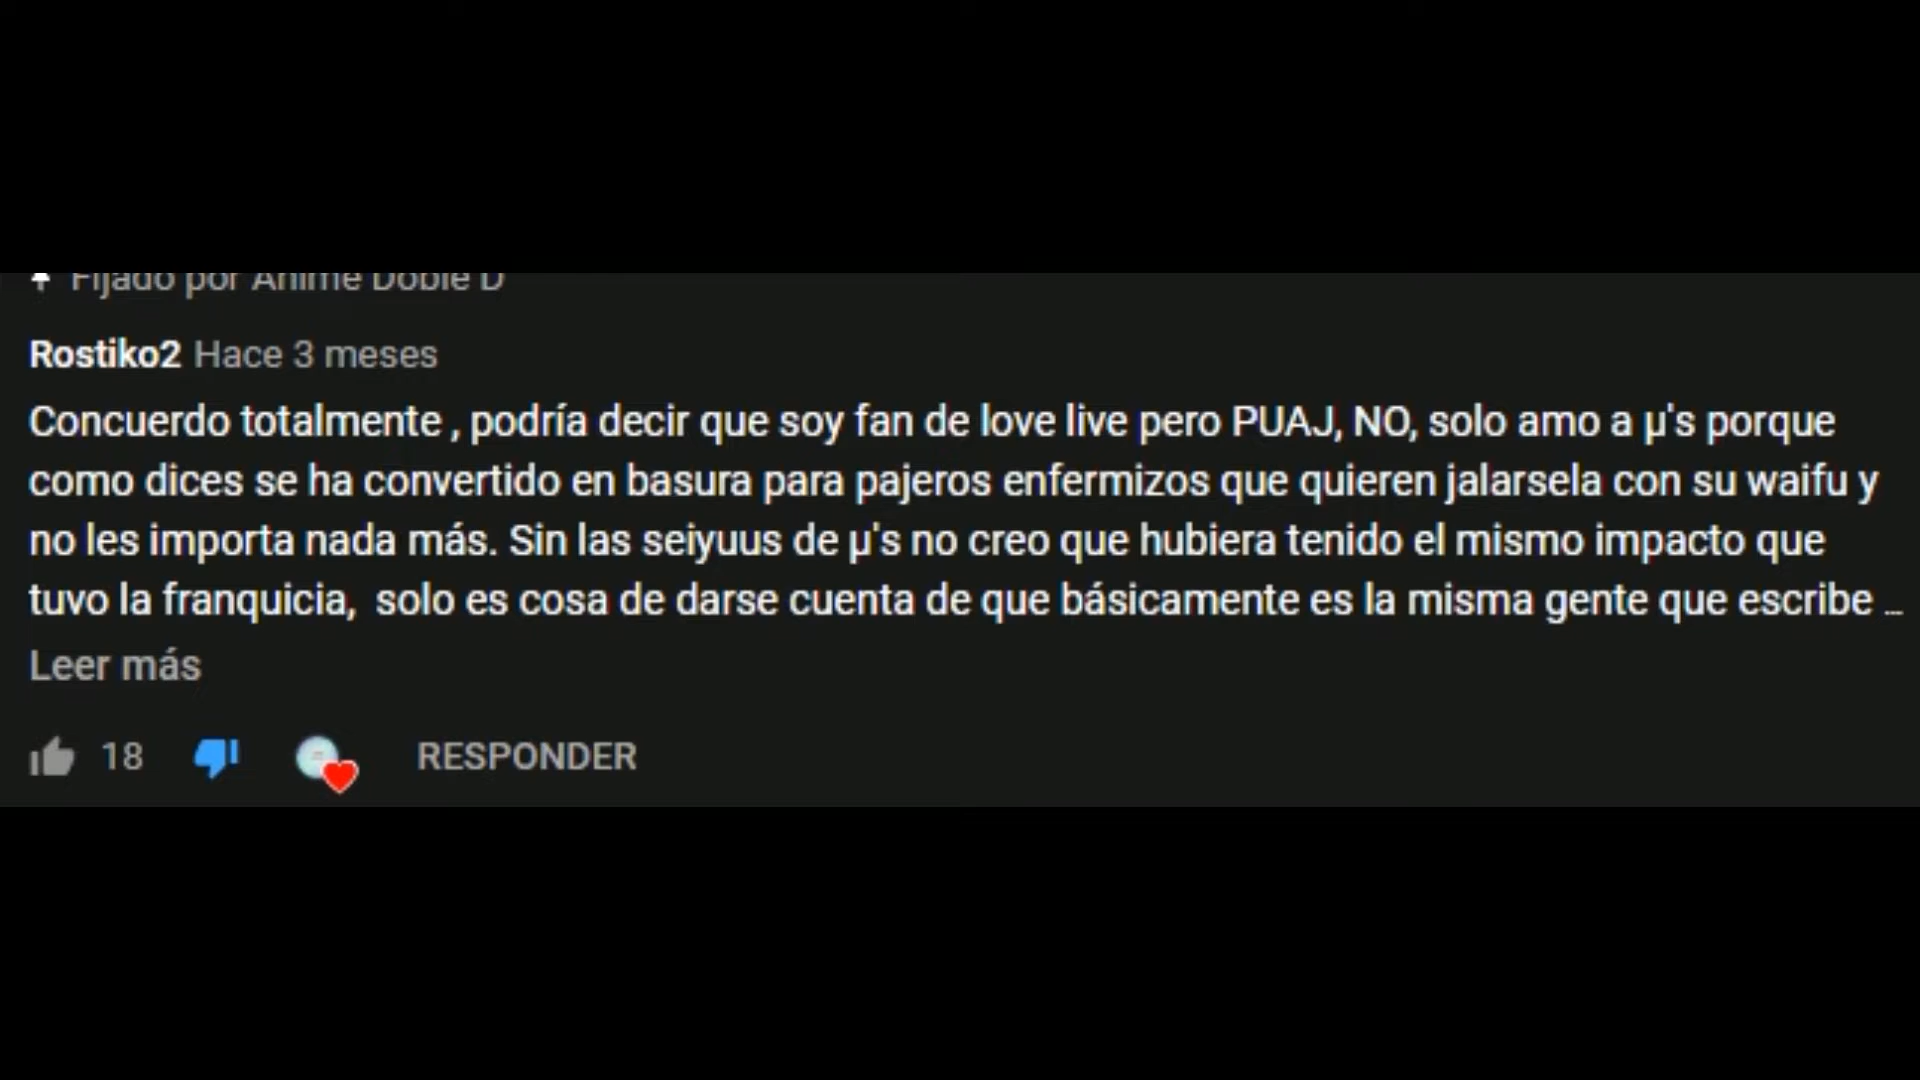 Fijado por Anime Doble D
Rostiko2 Hace 3 meses
Concuerdo totalmente , podría decir que soy fan de love live pero PUAJ, NO, solo amo a µ's porque
como dices se ha convertido en basura para pajeros enfermizos que quieren jalarsela con su waifu y
no les importa nada más. Sin las seiyuus de µ's no creo que hubiera tenido el mismo impacto que
tuvo la franquicia,  solo es cosa de darse cuenta de que básicamente es la misma gente que escribe ...
Leer más
18 RESPONDER